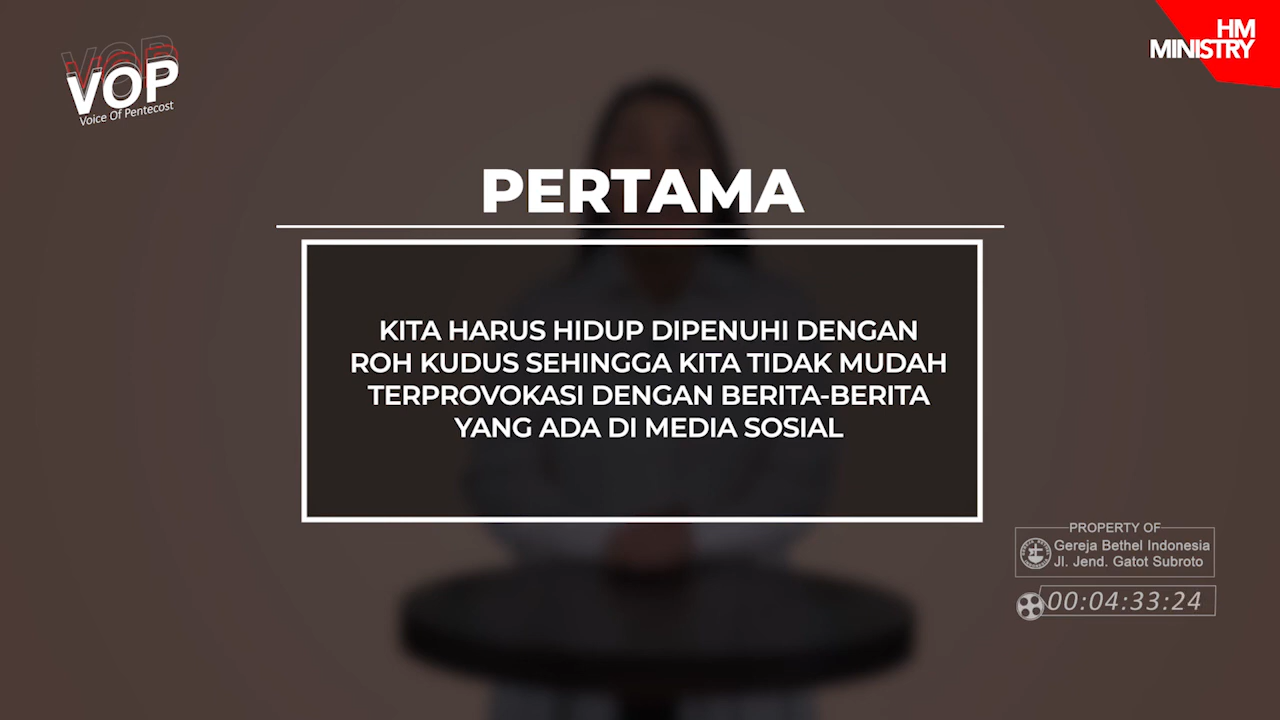 VOP
Voice Of Pentecost
HM
MINISTRY
PERTAMA
KITA HARUS HIDUP DIPENUHI DENGAN
ROH KUDUS SEHINGGA KITA TIDAK MUDAH
TERPROVOKASI DENGAN BERITA-BERITA
YANG ADA DI MEDIA SOSIAL
PROPERTY OF
Gereja Bethel Indonesia
Jl. Jend. Gatot Subroto
00:04:33:24